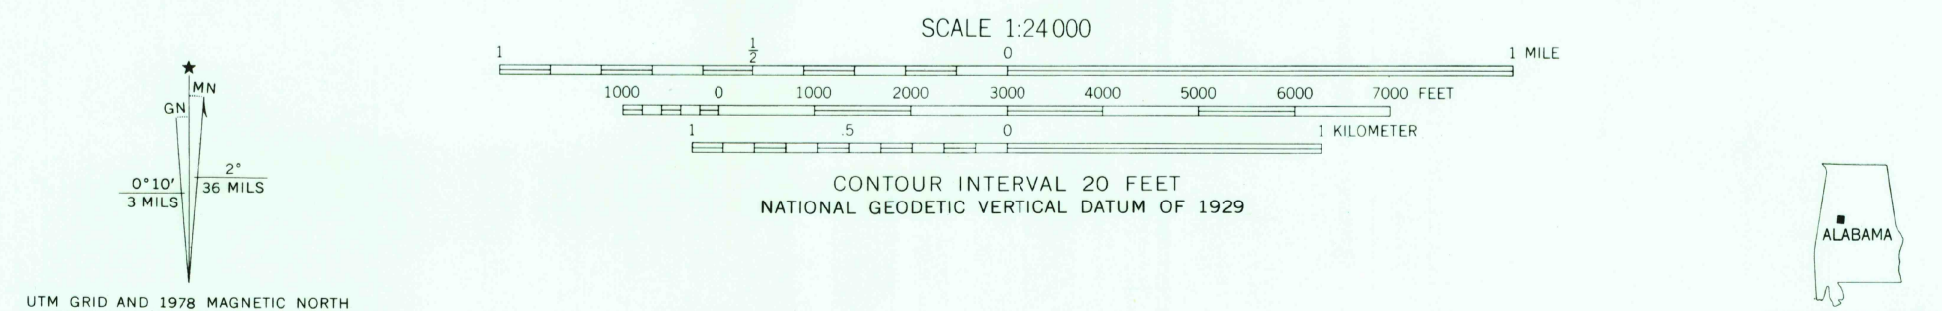 SCALE 1:24 000
1 1/2 0 1 MILE
1000 0 1000 2000 3000 4000 5000 6000 7000 FEET
1 .5 0 1 KILOMETER
CONTOUR INTERVAL 20 FEET
NATIONAL GEODETIC VERTICAL DATUM OF 1929
★
MN
GN
2°
36 MILS
0°10'
3 MILS
UTM GRID AND 1978 MAGNETIC NORTH
ALABAMA